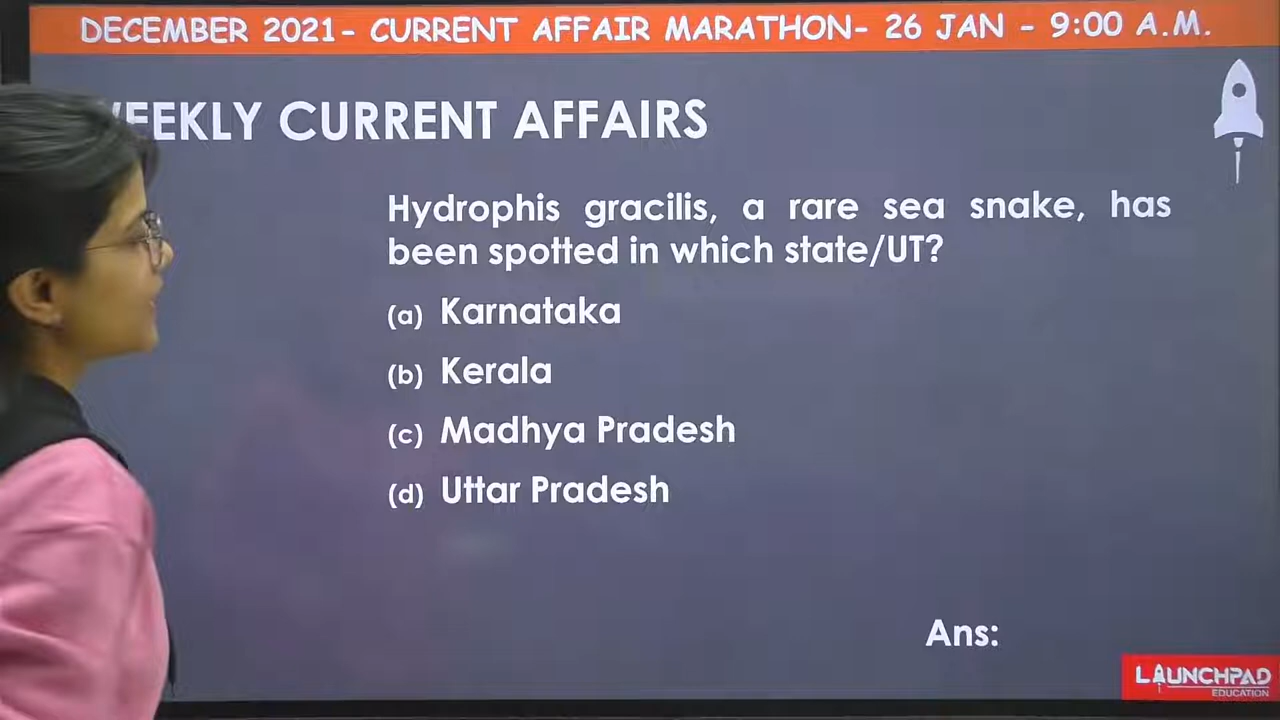 DECEMBER 2021- CURRENT AFFAIR MARATHON- 26 JAN - 9:00 A.M.
WEEKLY CURRENT AFFAIRS
Hydrophis gracilis, a rare sea snake, has
been spotted in which state/UT?
(a) Karnataka
(b) Kerala
(c) Madhya Pradesh
(d) Uttar Pradesh
Ans:
LAUNCHPAD
EDUCATION